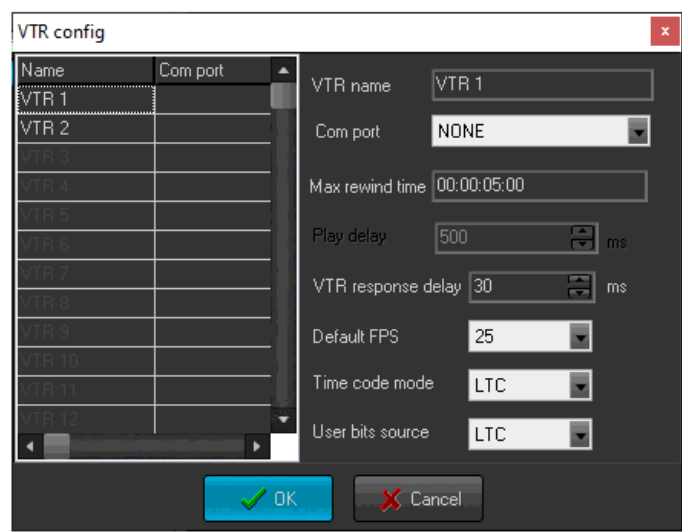 VTR config
x
Name Com port
VTR 1
VTR 2
VTR 3
VTR 4
VTR 5
VTR 6
VTR 7
VTR 8
VTR 9
VTR 10
VTR 11
VTR 12
VTR name VTR 1
Com port NONE
Max rewind time 00:00:05:00
Play delay 500 ms
VTR response delay 30 ms
Default FPS 25
Time code mode LTC
User bits source LTC
OK Cancel